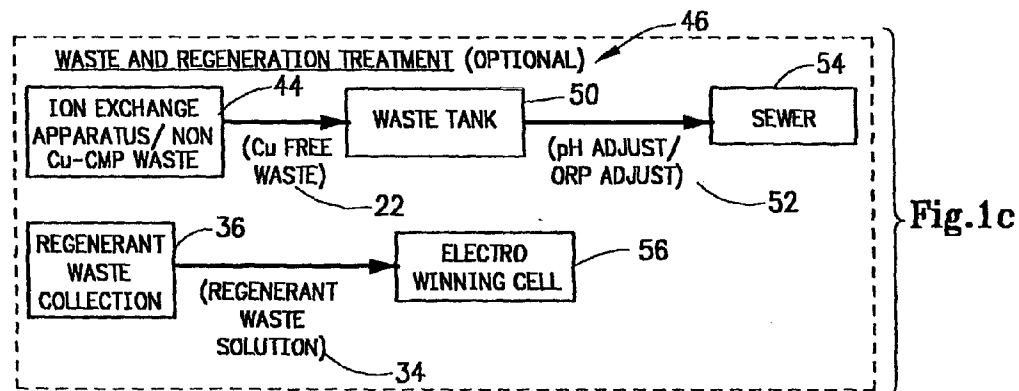 46
WASTE AND REGENERATION TREATMENT (OPTIONAL)
44
ION EXCHANGE
APPARATUS/ NON
Cu-CMP WASTE
(Cu FREE
WASTE)
22
50
WASTE TANK
(pH ADJUST/
ORP ADJUST)
52
54
SEWER
REGENERANT
WASTE
COLLECTION
36
(REGENERANT
WASTE
SOLUTION)
34
ELECTRO
WINNING CELL
56
Fig.1c